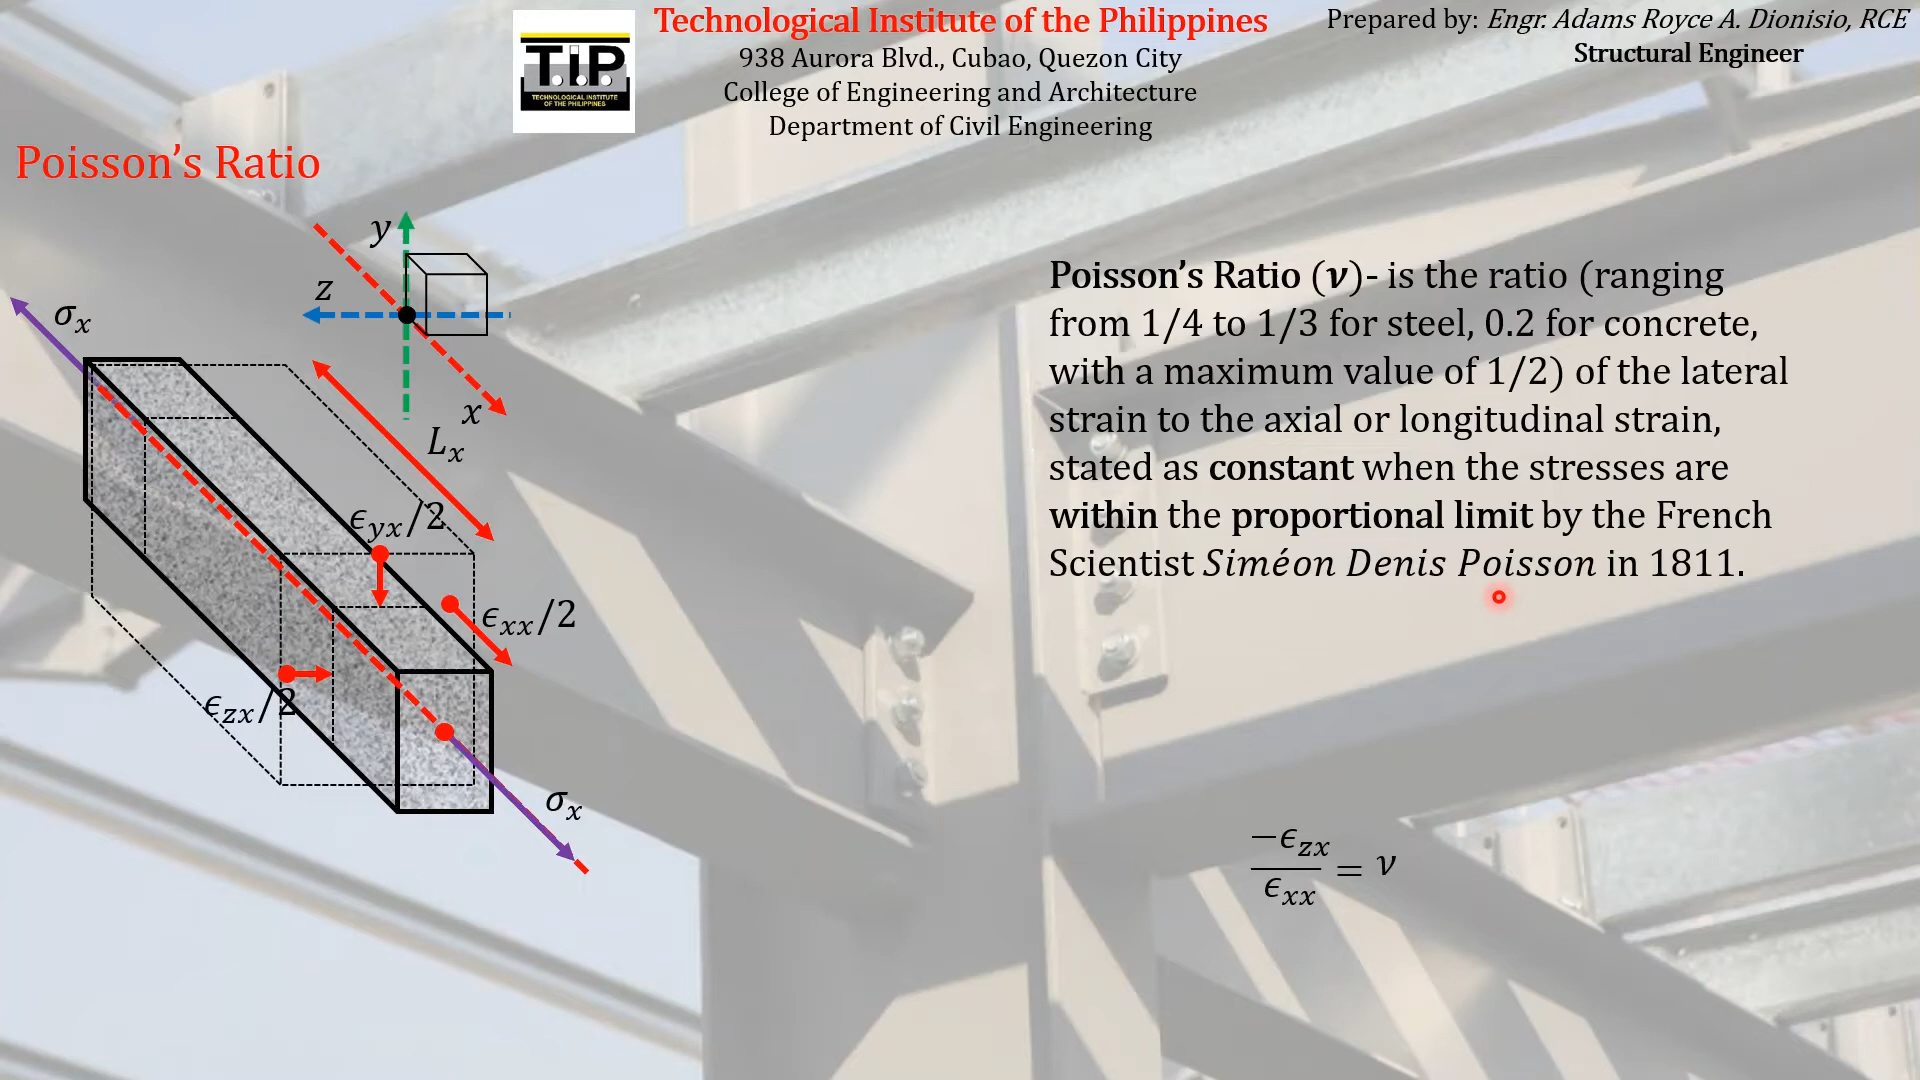 T.I.P
TECHNOLOGICAL INSTITUTE
OF THE PHILIPPINES
Technological Institute of the Philippines
938 Aurora Blvd., Cubao, Quezon City
College of Engineering and Architecture
Department of Civil Engineering
Prepared by: Engr. Adams Royce A. Dionisio, RCE
Structural Engineer
Poisson’s Ratio
y
z
x
σx
Lx
ϵyx/2
ϵxx/2
ϵzx/2
σx
Poisson’s Ratio (ν)- is the ratio (ranging
from 1/4 to 1/3 for steel, 0.2 for concrete,
with a maximum value of 1/2) of the lateral
strain to the axial or longitudinal strain,
stated as constant when the stresses are
within the proportional limit by the French
Scientist Siméon Denis Poisson in 1811.
−ϵzx
ϵxx
= ν